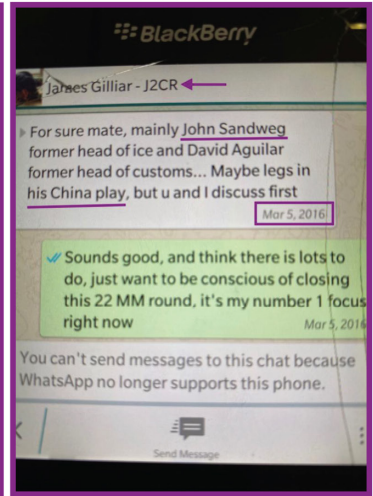 BlackBerry
James Gilliar - J2CR
For sure mate, mainly John Sandweg
former head of ice and David Aguilar
former head of customs... Maybe legs in
his China play, but u and I discuss first
Mar 5, 2016
Sounds good, and think there is lots to
do, just want to be conscious of closing
this 22 MM round, it's my number 1 focus
right now
Mar 5, 2016
You can't send messages to this chat because
WhatsApp no longer supports this phone.
Send Message